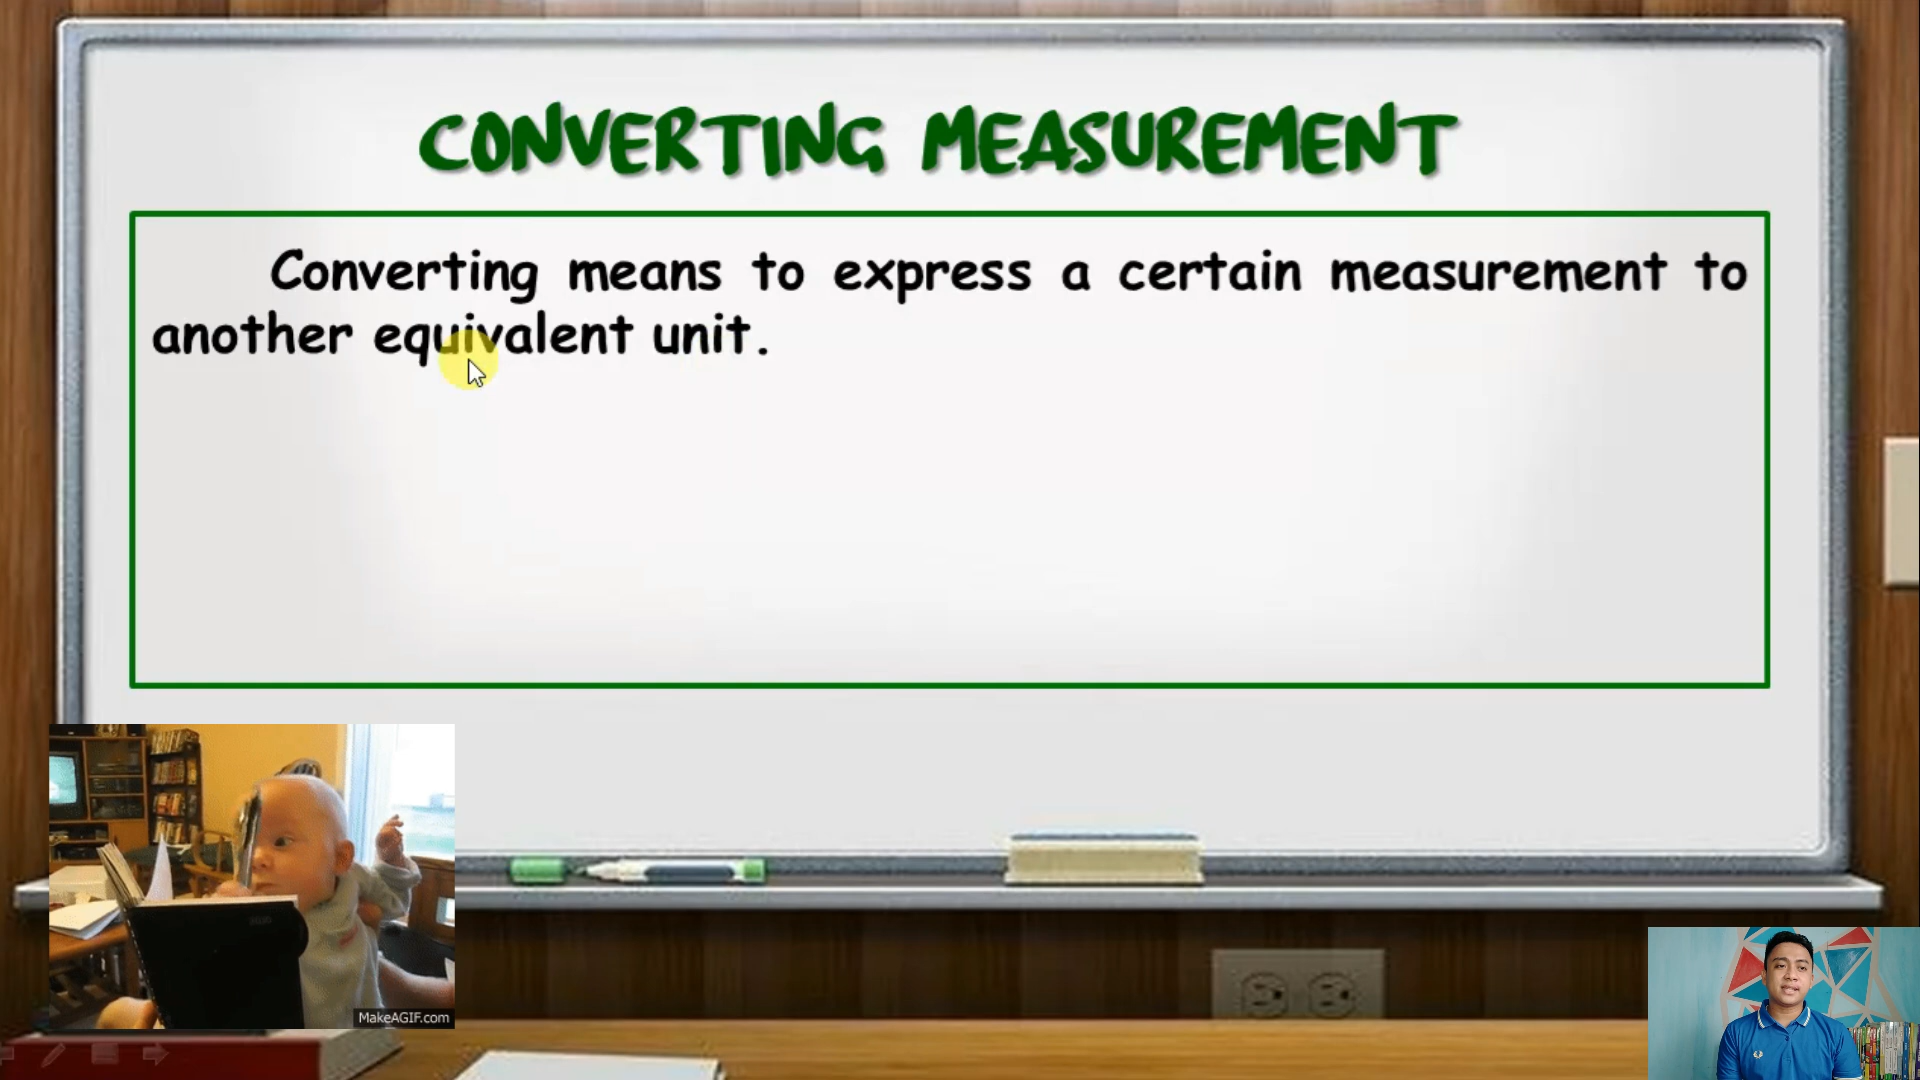 CONVERTING MEASUREMENT
Converting means to express a certain measurement to
another equivalent unit.
MakeAGIF.com